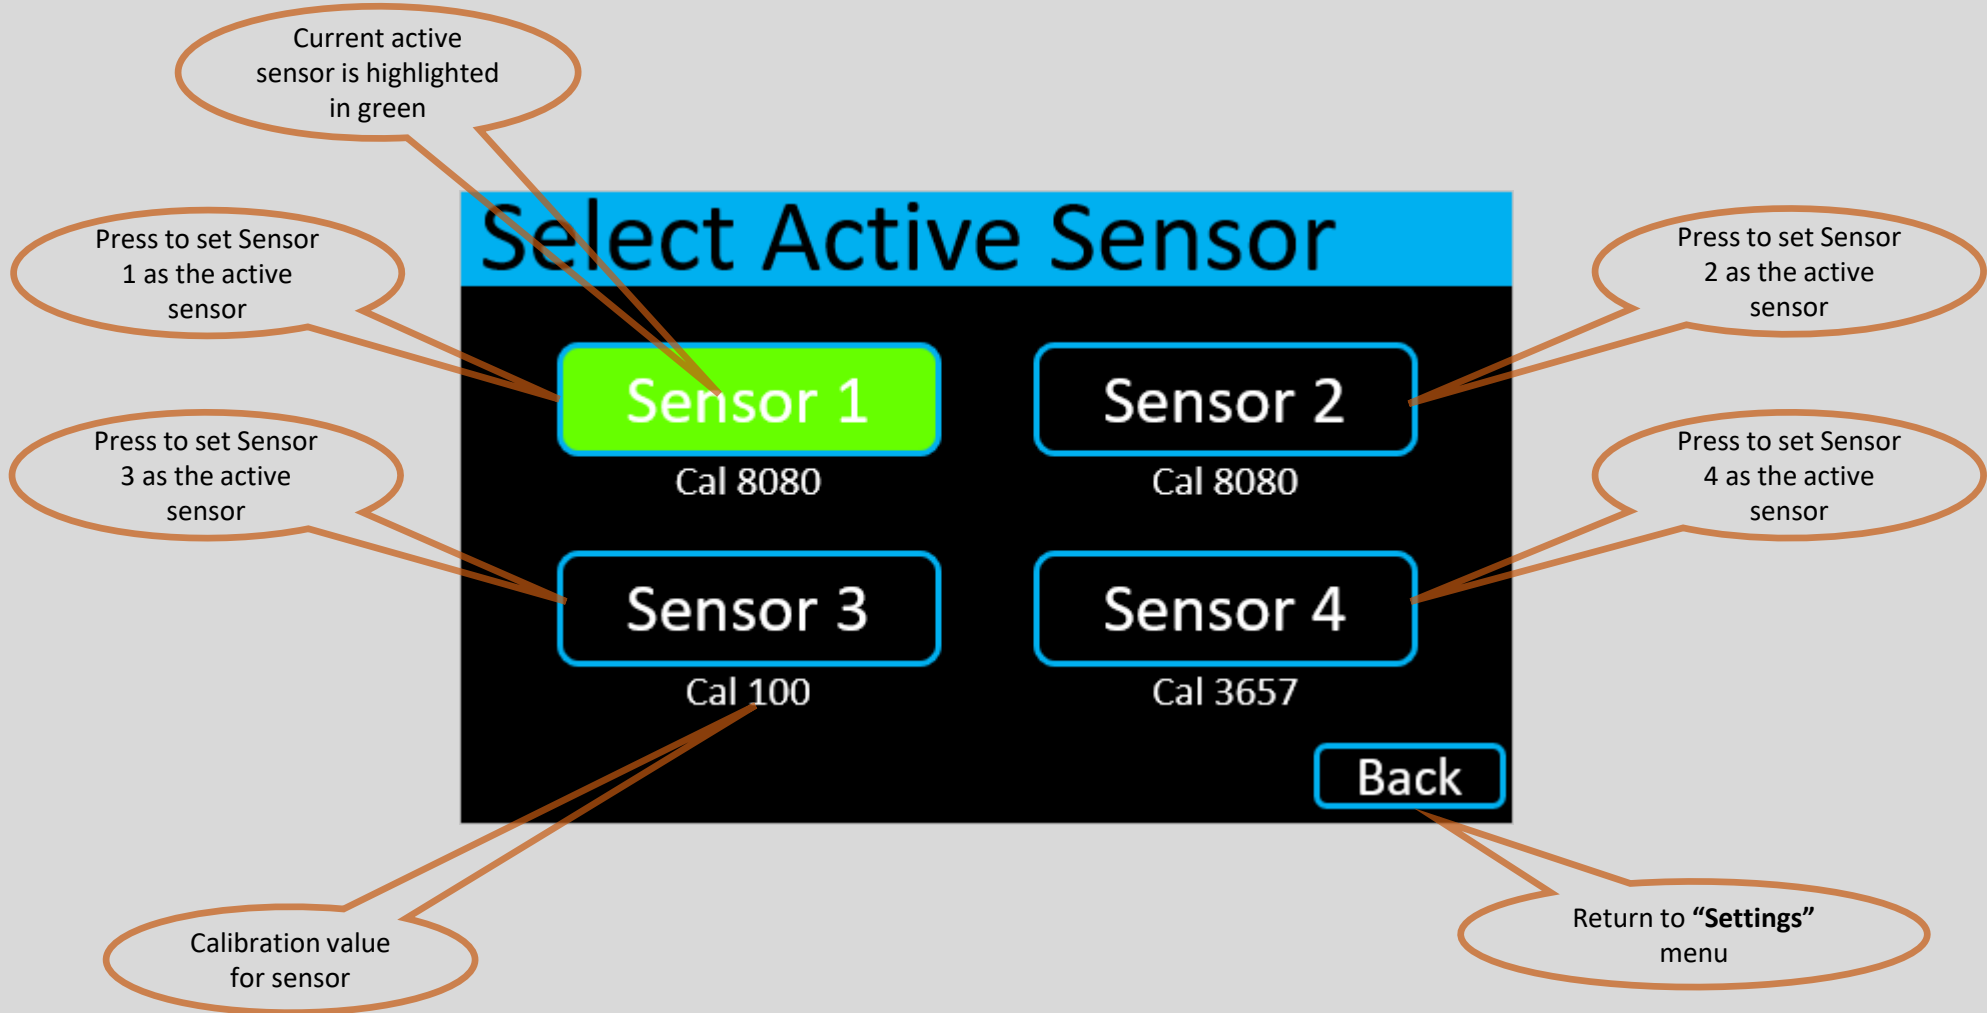 Current active
sensor is highlighted
in green
Select Active Sensor
Press to set Sensor
1 as the active
sensor
Press to set Sensor
2 as the active
sensor
Sensor 1
Sensor 2
Cal 8080
Cal 8080
Press to set Sensor
3 as the active
sensor
Press to set Sensor
4 as the active
sensor
Sensor 3
Sensor 4
Cal 100
Cal 3657
Back
Calibration value
for sensor
Return to “Settings”
menu